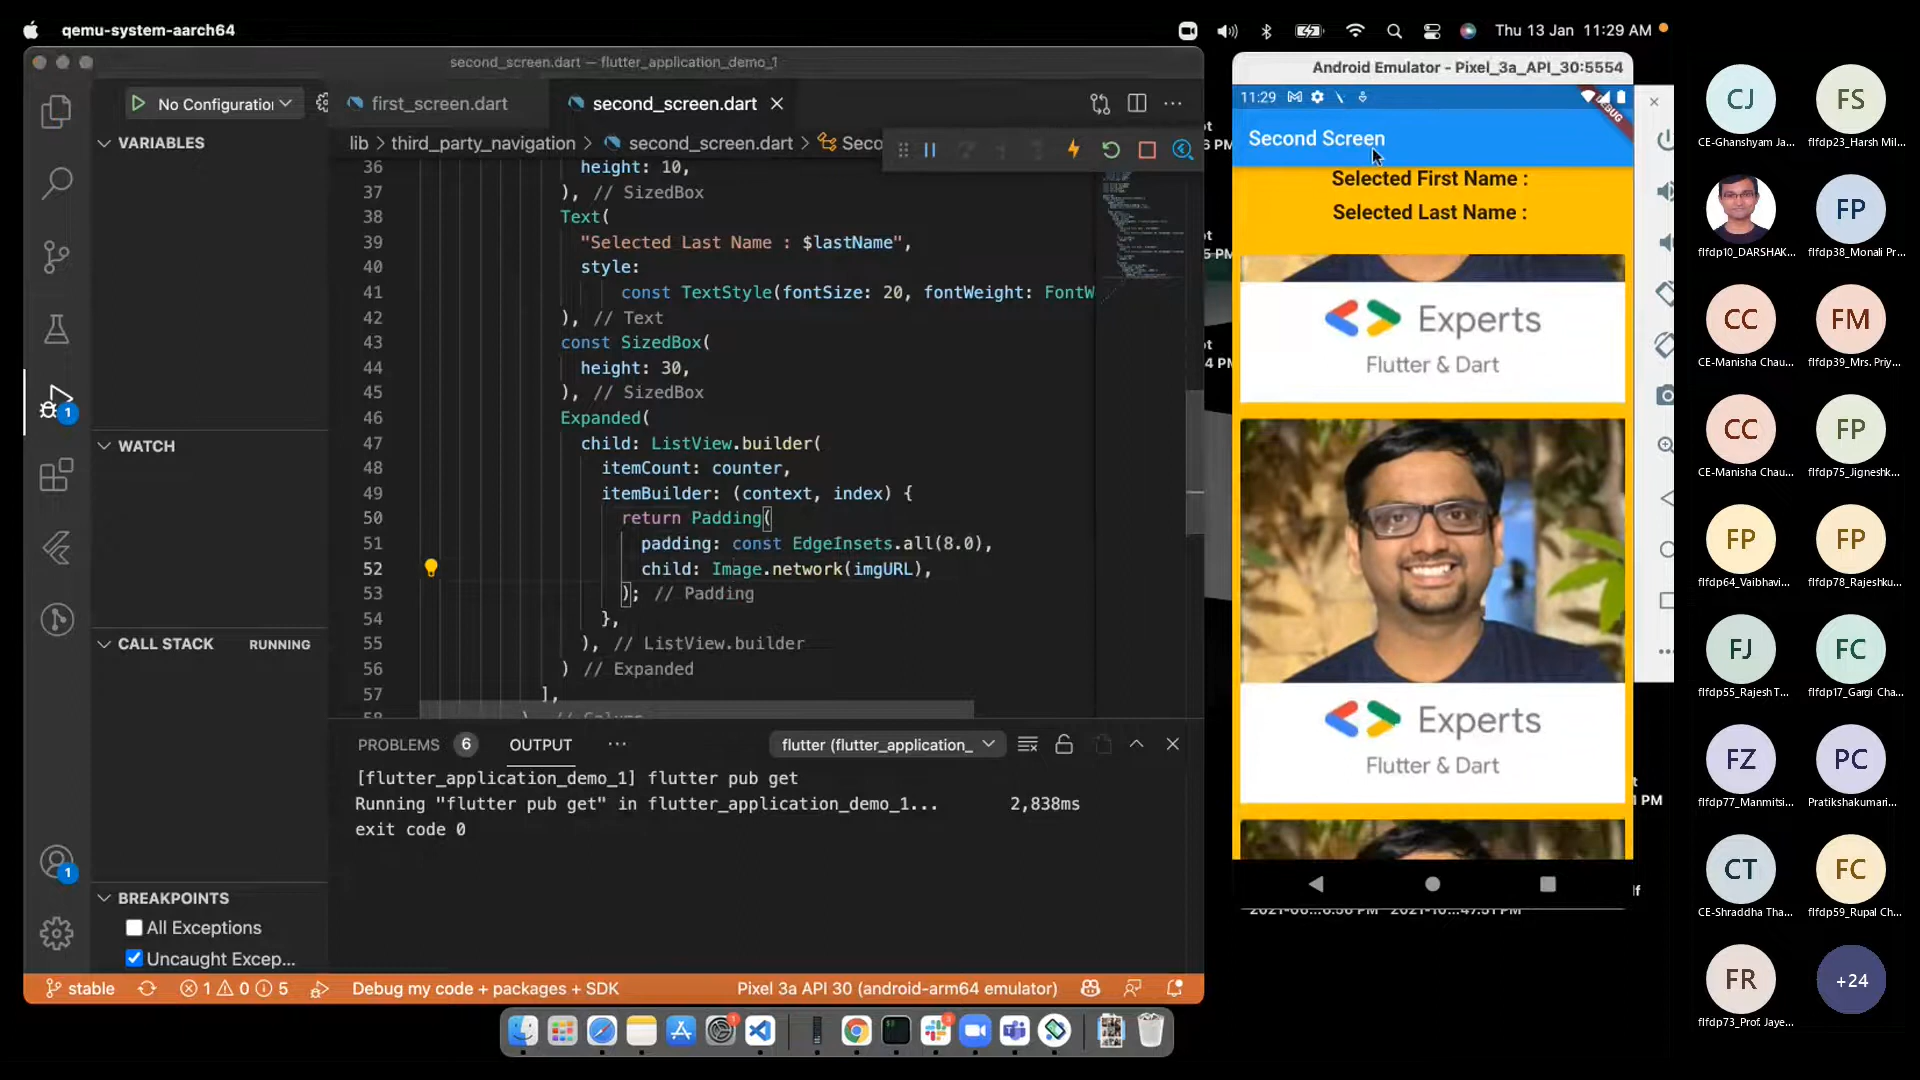 qemu-system-aarch64
Thu 13 Jan 11:29 AM
second_screen.dart — flutter_application_demo_1
No Configuration
first_screen.dart
second_screen.dart
lib > third_party_navigation > second_screen.dart > Seco
VARIABLES
WATCH
CALL STACK
RUNNING
BREAKPOINTS
All Exceptions
Uncaught Excep...
1
1
36 height: 10,
37 ), // SizedBox
38 Text(
39 "Selected Last Name : $lastName",
40 style:
41 const TextStyle(fontSize: 20, fontWeight: FontW
42 ), // Text
43 const SizedBox(
44 height: 30,
45 ), // SizedBox
46 Expanded(
47 child: ListView.builder(
48 itemCount: counter,
49 itemBuilder: (context, index) {
50 return Padding(
51 padding: const EdgeInsets.all(8.0),
52 child: Image.network(imgURL),
53 ); // Padding
54 },
55 ), // ListView.builder
56 ) // Expanded
57 ],
58 ), // Column
PROBLEMS 6 OUTPUT ...
flutter (flutter_application_
[flutter_application_demo_1] flutter pub get
Running "flutter pub get" in flutter_application_demo_1... 2,838ms
exit code 0
stable
1 0 5
Debug my code + packages + SDK
Pixel 3a API 30 (android-arm64 emulator)
Android Emulator - Pixel_3a_API_30:5554
11:29
DEBUG
Second Screen
Selected First Name :
Selected Last Name :
Experts
Flutter & Dart
Experts
Flutter & Dart
CJ
CE-Ghanshyam Ja...
FS
flfdp23_Harsh Mil...
flfdp10_DARSHAK...
FP
flfdp38_Monali Pr...
CC
CE-Manisha Chau...
FM
flfdp39_Mrs. Priy...
CC
CE-Manisha Chau...
FP
flfdp75_Jigneshk...
FP
flfdp64_Vaibhavi...
FP
flfdp78_Rajeshku...
FJ
flfdp55_Rajesh T...
FC
flfdp17_Gargi Cha...
FZ
flfdp77_Manmitsi...
PC
Pratikshakumari...
CT
CE-Shraddha Tha...
FC
flfdp59_Rupal Ch...
FR
flfdp73_Prof. Jaye...
+24